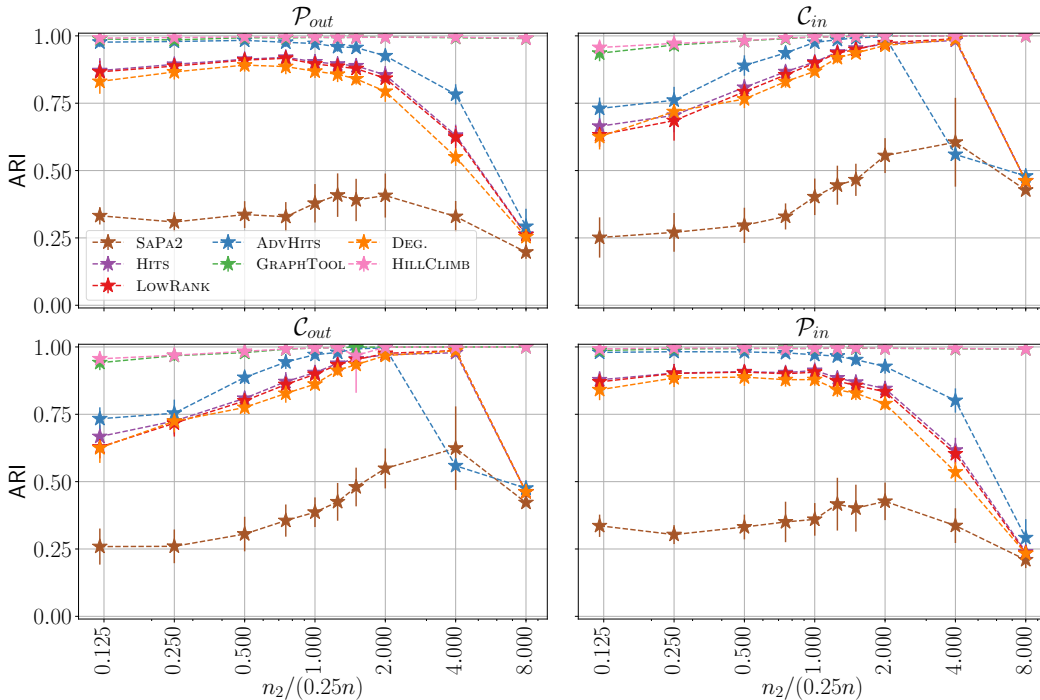 𝒫out
𝒞in
1.00
0.75
0.50
0.25
0.00
ARI
SAPA2
HITS
LOWRANK
ADVHITS
GRAPHTOOL
DEG.
HILLCLIMB
𝒞out
𝒫in
1.00
0.75
0.50
0.25
0.00
ARI
0.125
0.250
0.500
1.000
2.000
4.000
8.000
n2/(0.25n)
0.125
0.250
0.500
1.000
2.000
4.000
8.000
n2/(0.25n)